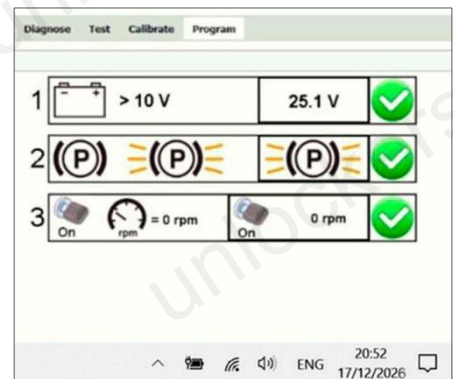 Diagnose Test Calibrate Program
1 > 10 V 25.1 V
2 (P) (P) (P)
3 On rpm = 0 rpm On 0 rpm
ENG 20:52
17/12/2026
unlockers